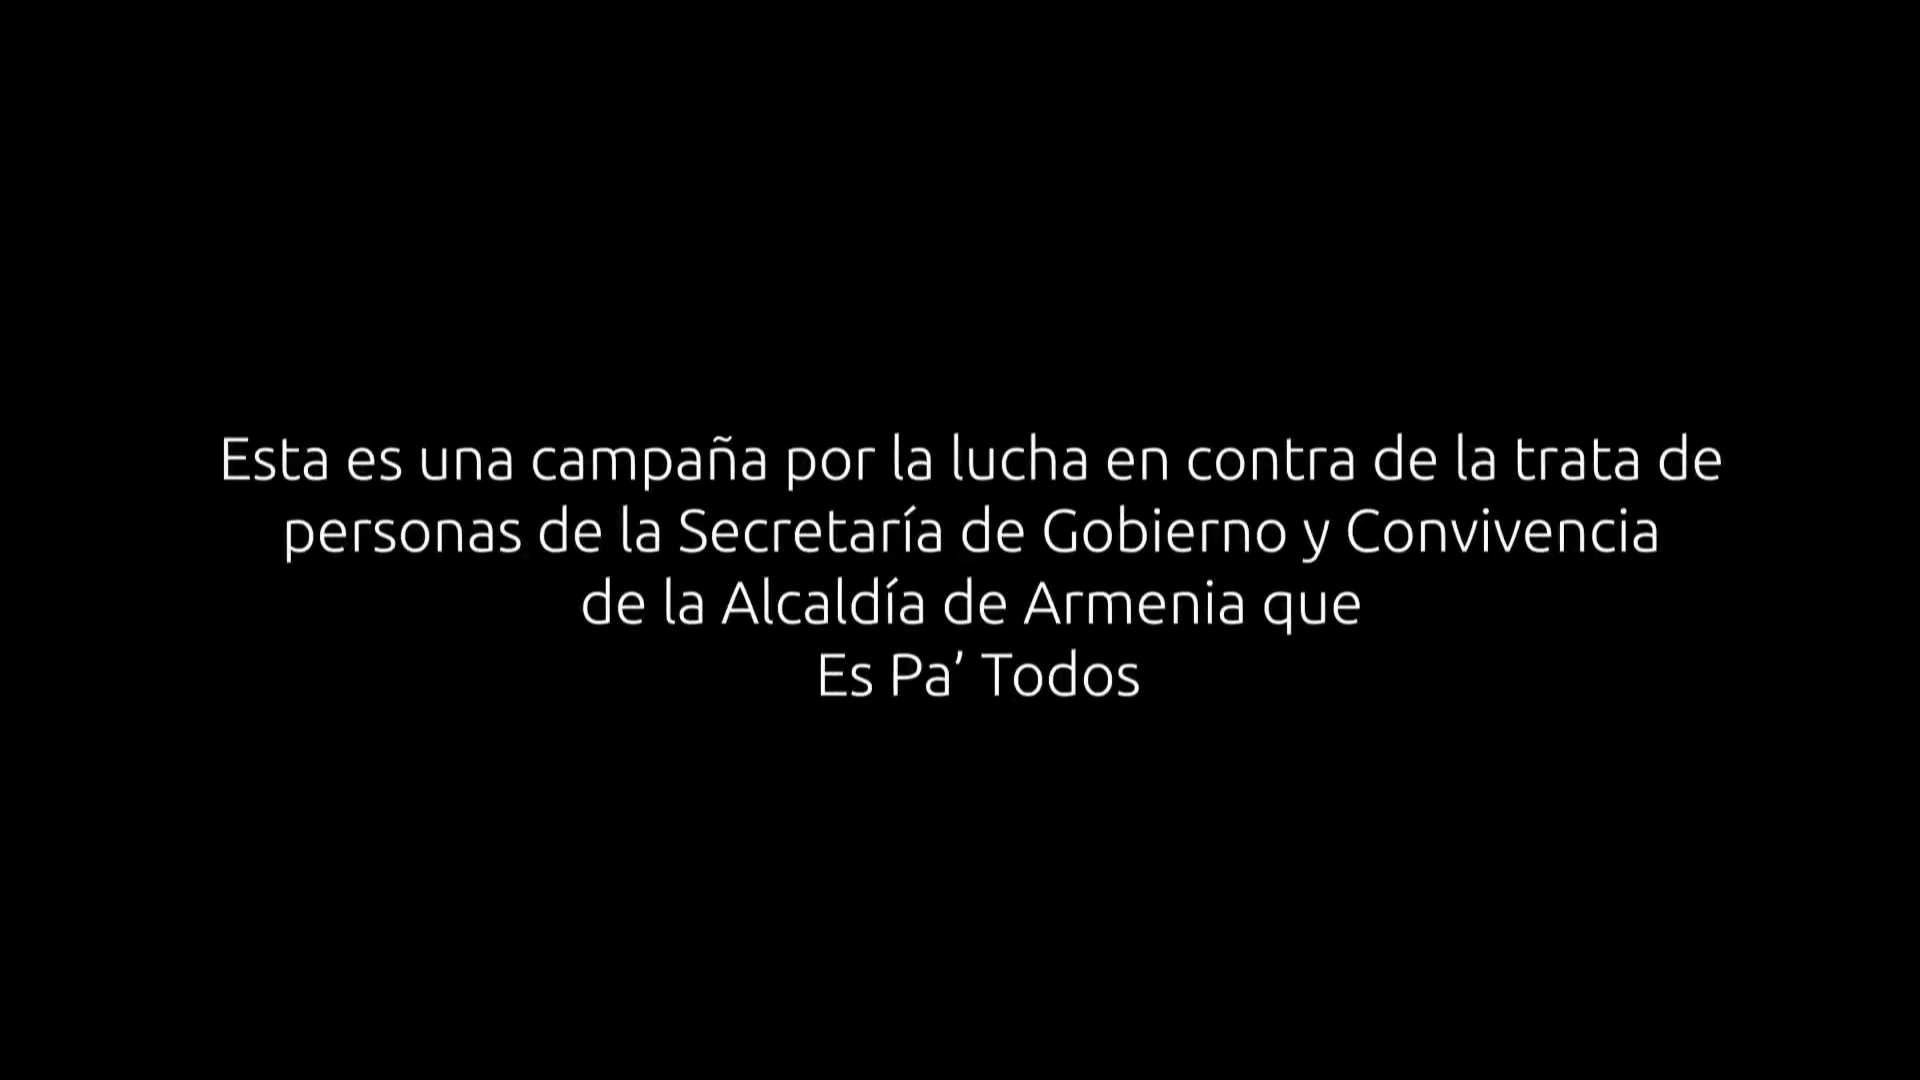 Esta es una campaña por la lucha en contra de la trata de
personas de la Secretaría de Gobierno y Convivencia
de la Alcaldía de Armenia que
Es Pa’ Todos